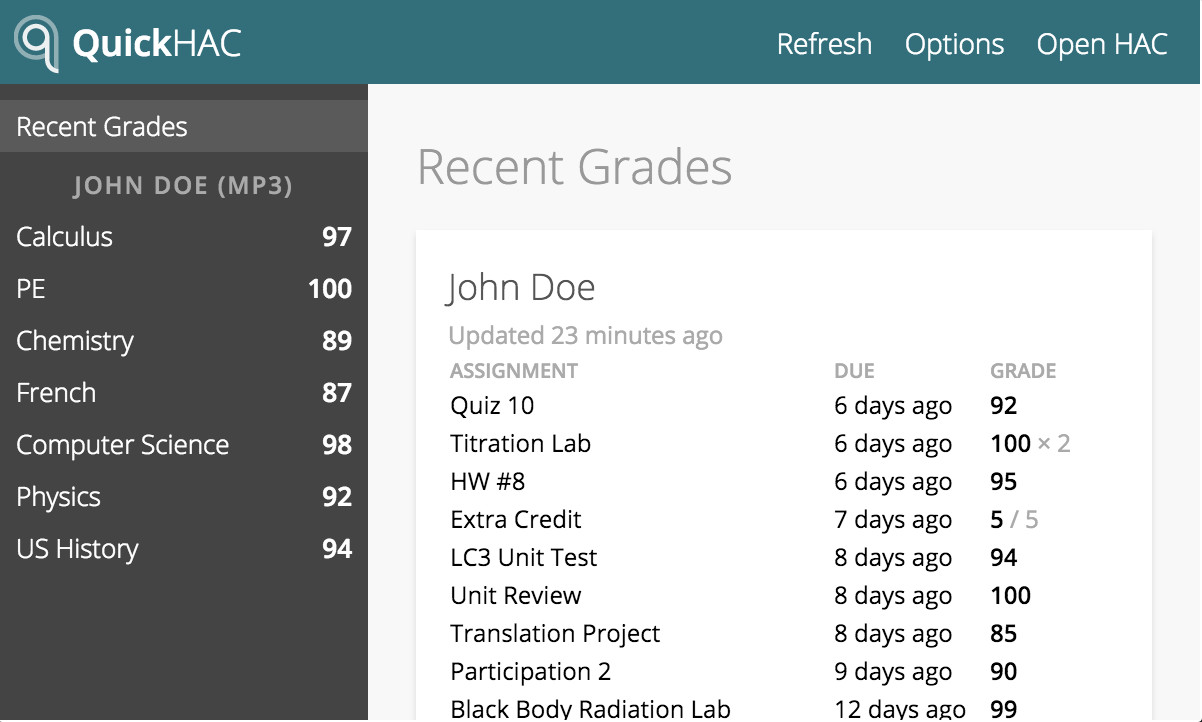 QuickHAC
Refresh Options Open HAC
Recent Grades
JOHN DOE (MP3)
Calculus 97
PE 100
Chemistry 89
French 87
Computer Science 98
Physics 92
US History 94
Recent Grades
John Doe
Updated 23 minutes ago
ASSIGNMENT DUE GRADE
Quiz 10 6 days ago 92
Titration Lab 6 days ago 100 × 2
HW #8 6 days ago 95
Extra Credit 7 days ago 5 / 5
LC3 Unit Test 8 days ago 94
Unit Review 8 days ago 100
Translation Project 8 days ago 85
Participation 2 9 days ago 90
Black Body Radiation Lab 12 days ago 99